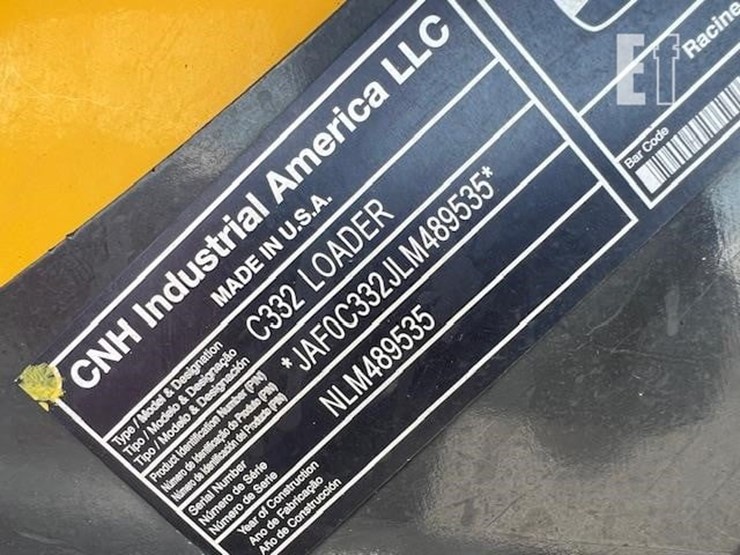 CNH Industrial America LLC
MADE IN U.S.A.
Type / Model & Designation
Tipo / Modelo & Designação
Tipo / Modelo & Designación
C332 LOADER
Product Identification Number (PIN)
Número de Identificação do Produto (PIN)
Número de Identificación del Producto (PIN)
*JAF0C332JLM489535*
Serial Number
Número de Série
Número de Serie
NLM489535
Year of Construction
Ano de Fabricação
Año de Construcción
Racine
Bar Code
Ef